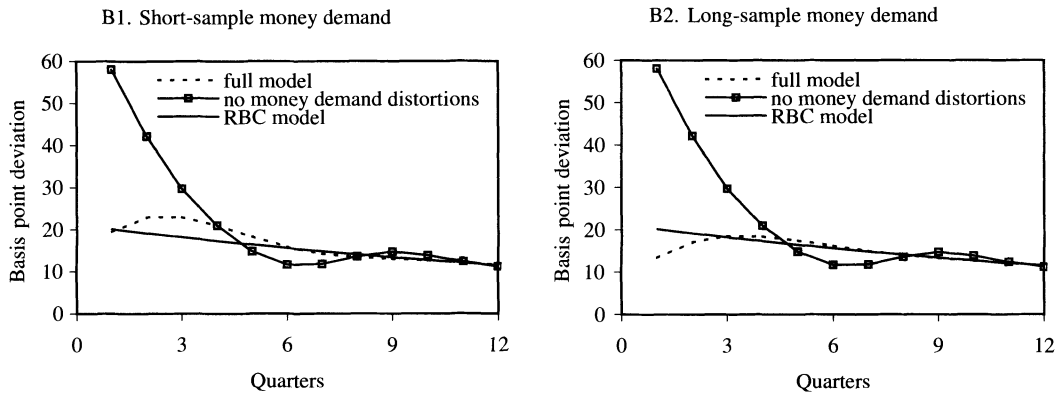 B1. Short-sample money demand
60
50
40
30
20
10
0
Basis point deviation
full model
no money demand distortions
RBC model
0 3 6 9 12
Quarters
B2. Long-sample money demand
60
50
40
30
20
10
0
Basis point deviation
full model
no money demand distortions
RBC model
0 3 6 9 12
Quarters